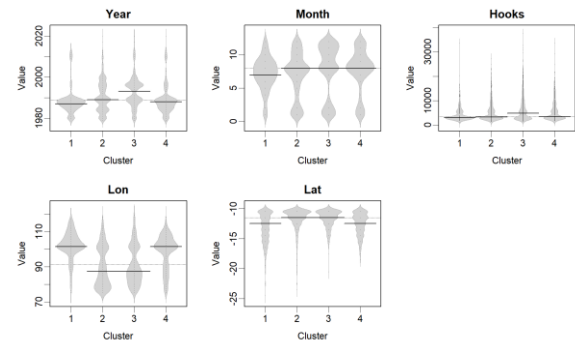 Year
Value
1980
2000
2020
1
2
3
4
Cluster
Month
Value
0
5
10
1
2
3
4
Cluster
Hooks
Value
0
10000
30000
1
2
3
4
Cluster
Lon
Value
70
90
110
1
2
3
4
Cluster
Lat
Value
-25
-20
-15
-10
1
2
3
4
Cluster